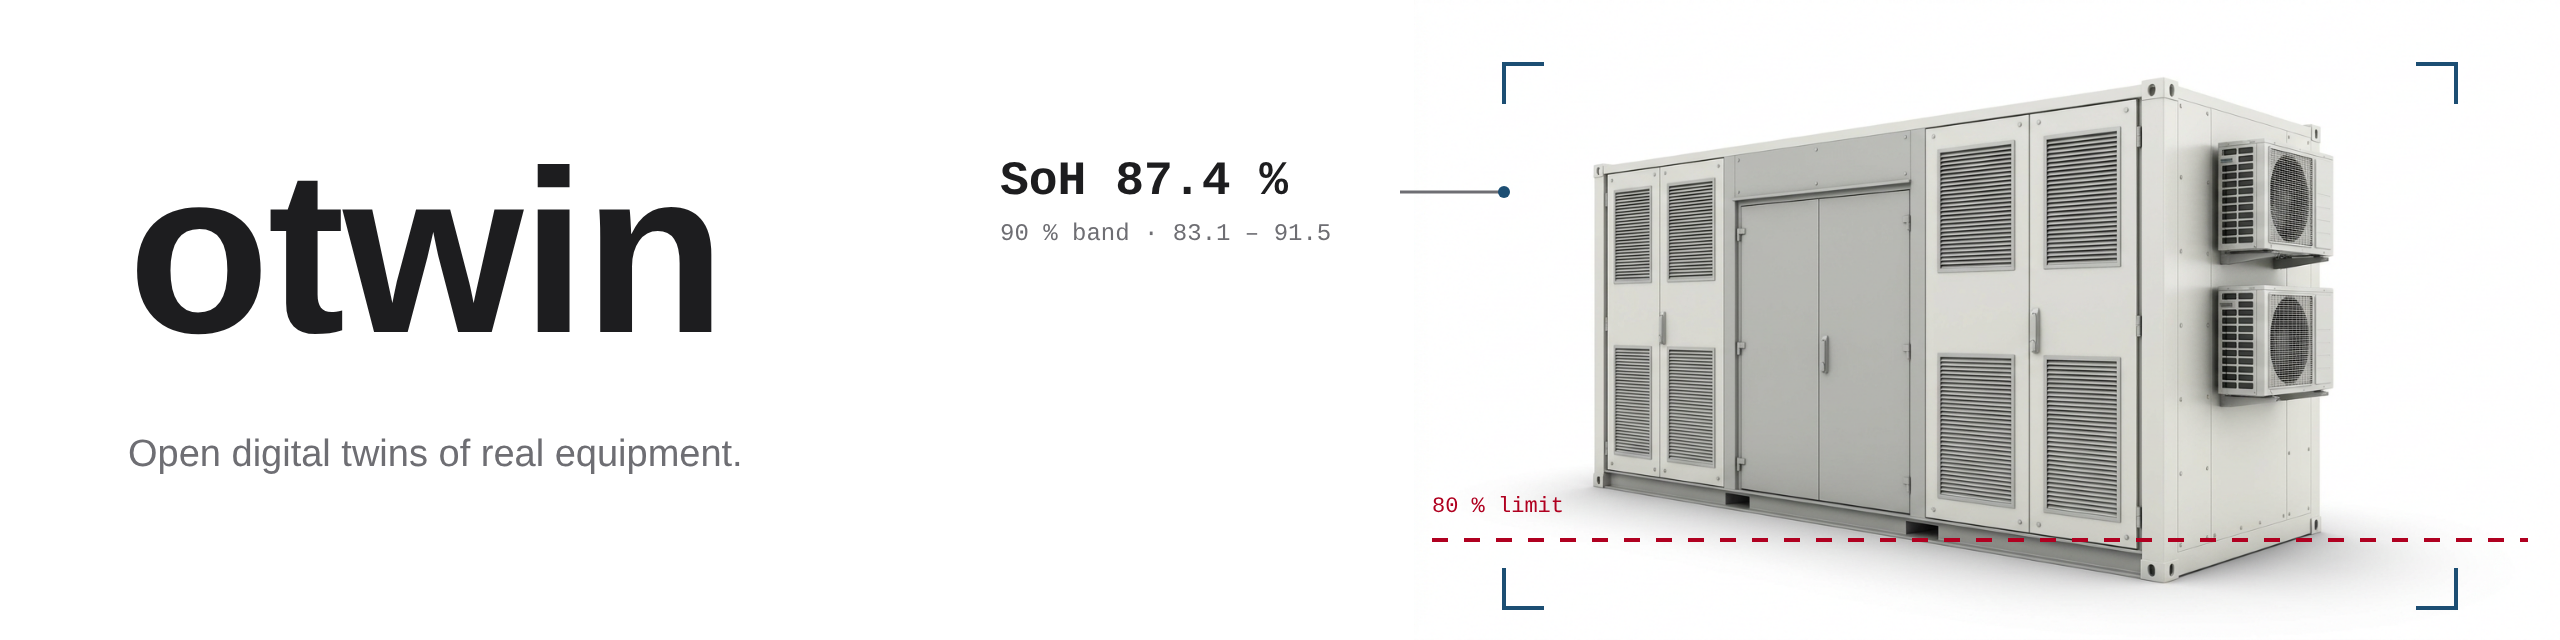 otwin
Open digital twins of real equipment.
SoH 87.4 %
90 % band · 83.1 – 91.5
80 % limit